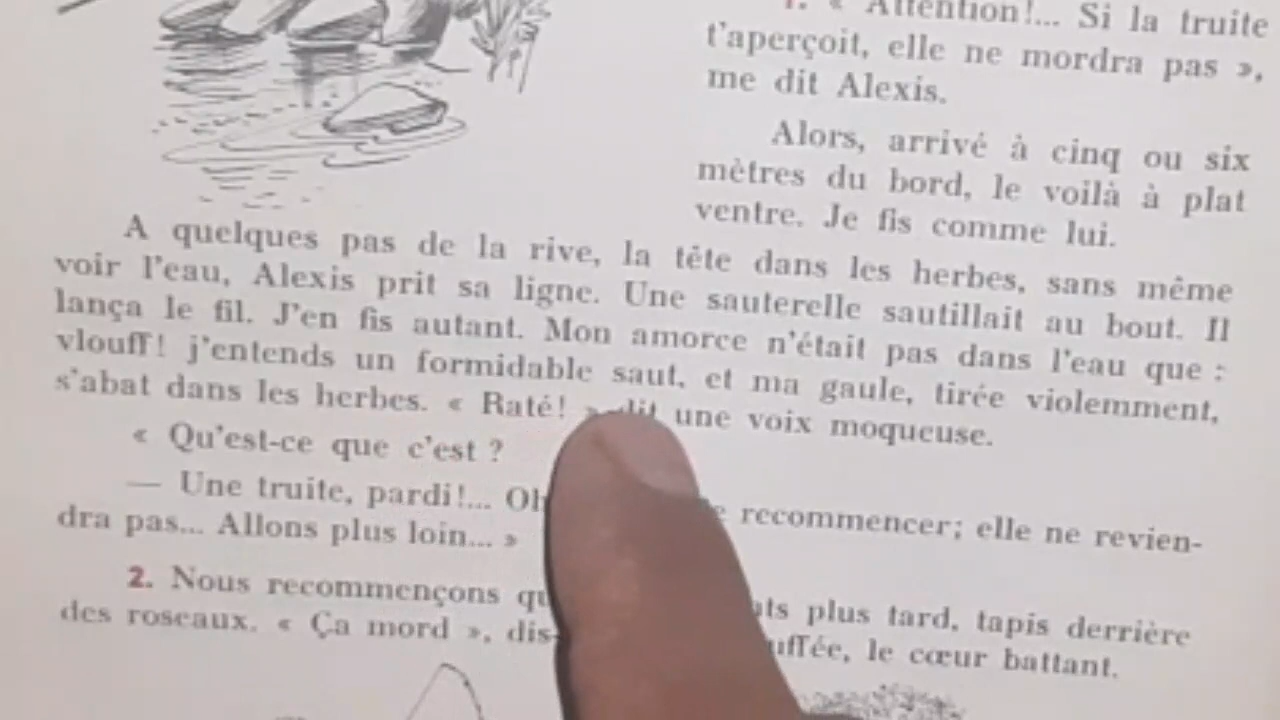 1. « Attention!... Si la truite
t'aperçoit, elle ne mordra pas »,
me dit Alexis.
Alors, arrivé à cinq ou six
mètres du bord, le voilà à plat
ventre. Je fis comme lui.
A quelques pas de la rive, la tête dans les herbes, sans même
voir l'eau, Alexis prit sa ligne. Une sauterelle sautillait au bout. Il
lança le fil. J'en fis autant. Mon amorce n'était pas dans l'eau que :
vlouff! j'entends un formidable saut, et ma gaule, tirée violemment,
s'abat dans les herbes. « Raté! » dit une voix moqueuse.
« Qu'est-ce que c'est ?
— Une truite, pardi!... recommencer; elle ne revien-
dra pas... Allons plus loin... »
2. Nous recommençons plus tard, tapis derrière
des roseaux. « Ça mord », le cœur battant.